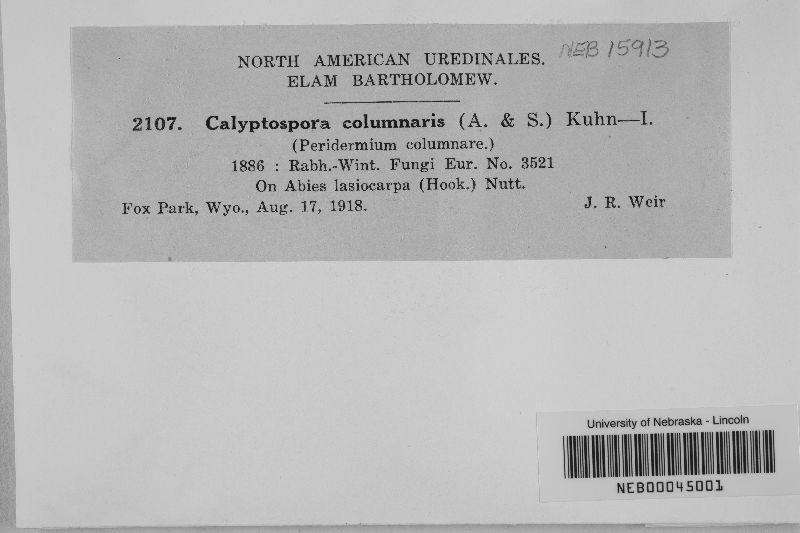 NORTH AMERICAN UREDINALES.
NEB 15913
ELAM BARTHOLOMEW.
2107. Calyptospora columnaris (A. & S.) Kuhn—I.
(Peridermium columnare.)
1886 : Rabh.-Wint. Fungi Eur. No. 3521
On Abies lasiocarpa (Hook.) Nutt.
Fox Park, Wyo., Aug. 17, 1918. J. R. Weir
University of Nebraska - Lincoln
NEB00045001